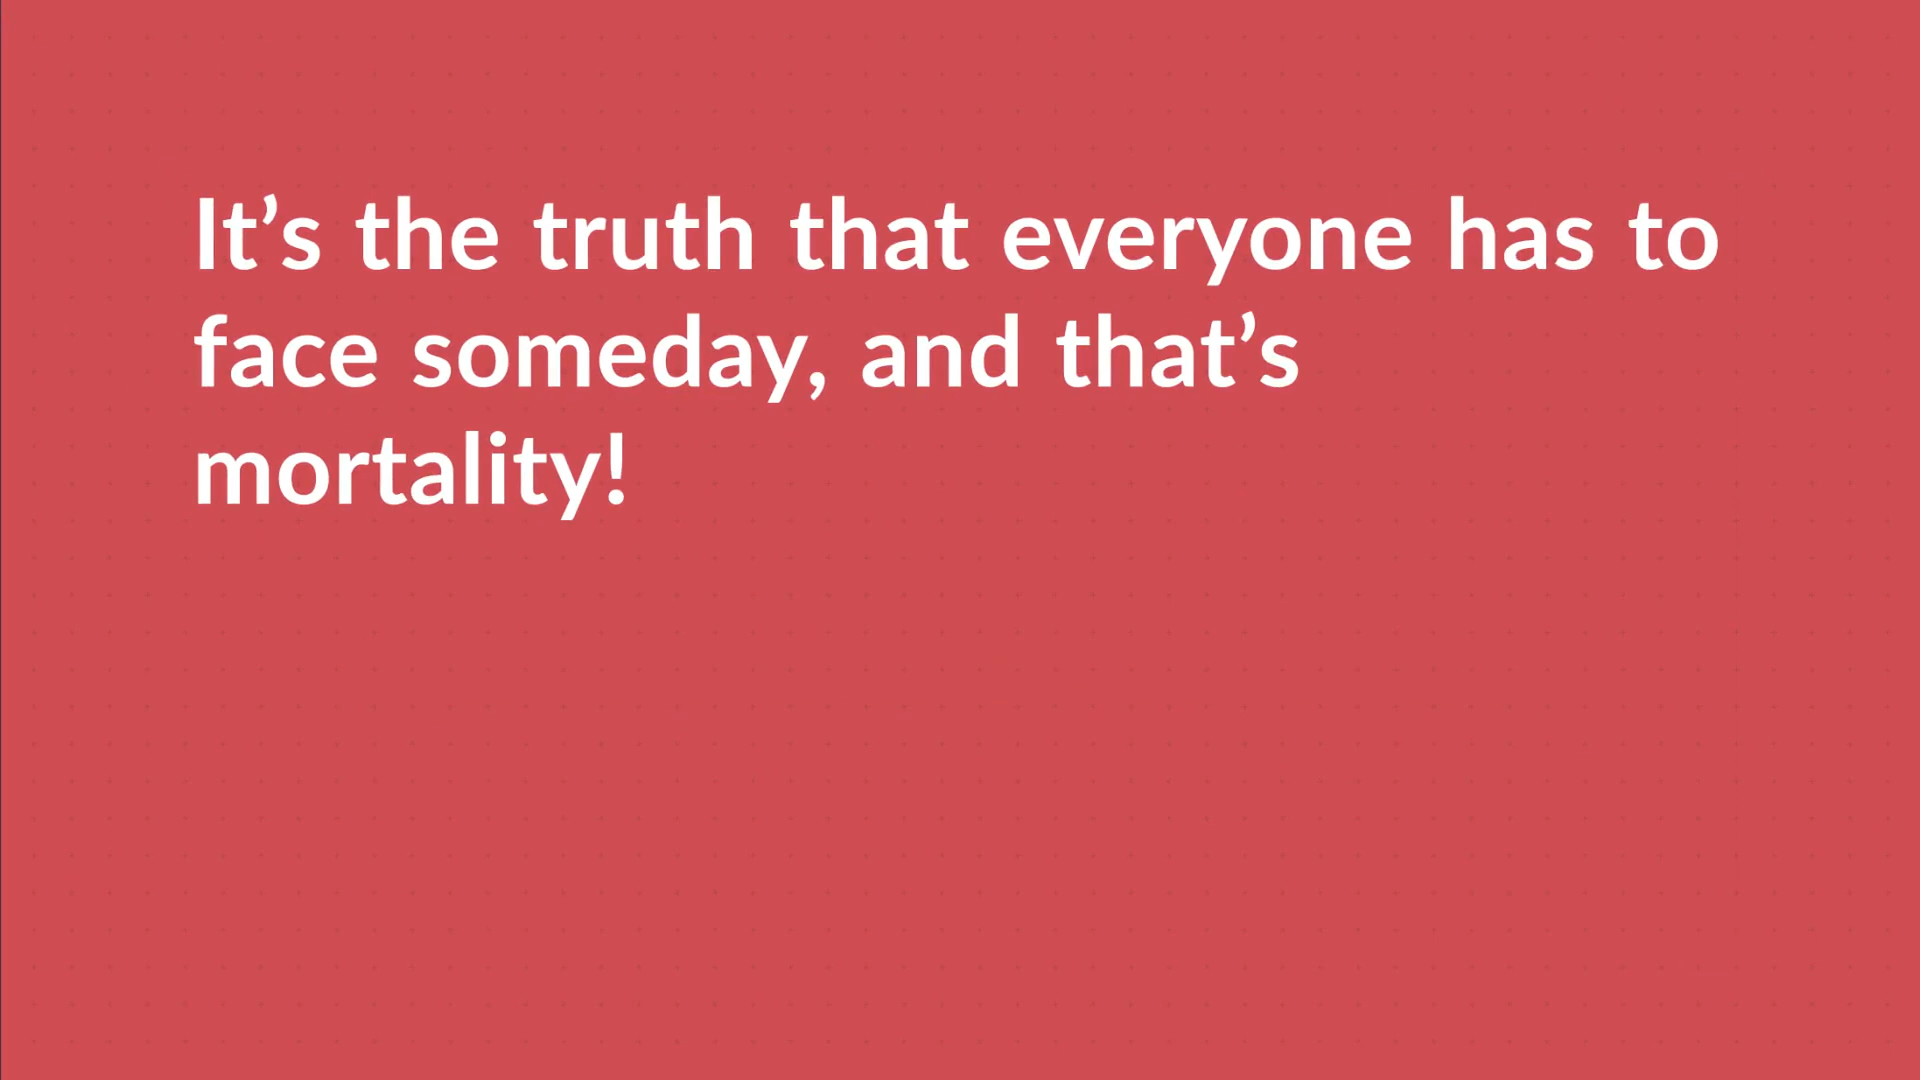 It’s the truth that everyone has to
face someday, and that’s
mortality!